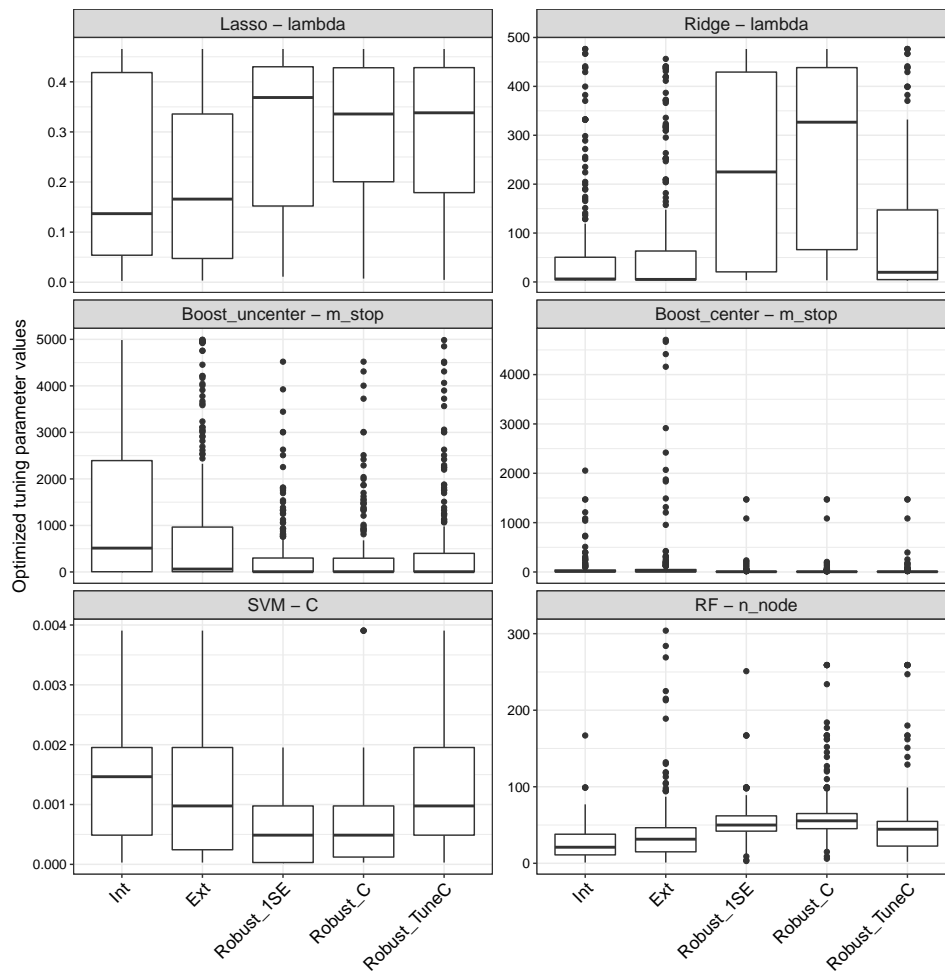 Lasso – lambda
Ridge – lambda
0.4
0.3
0.2
0.1
0.0
500
400
300
200
100
0
Boost_uncenter – m_stop
Boost_center – m_stop
5000
4000
3000
2000
1000
0
4000
3000
2000
1000
0
Optimized tuning parameter values
SVM – C
RF – n_node
0.004
0.003
0.002
0.001
0.000
300
200
100
0
Int
Ext
Robust_1SE
Robust_C
Robust_TuneC
Int
Ext
Robust_1SE
Robust_C
Robust_TuneC